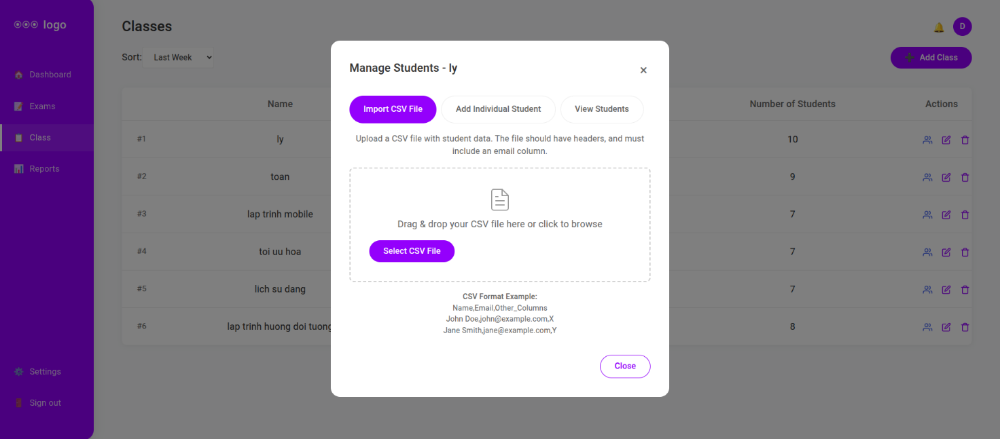 logo
Dashboard
Exams
Class
Reports
Settings
Sign out
Classes
D
Sort: Last Week
Add Class
Name Number of Students Actions
#1 ly 10
#2 toan 9
#3 lap trinh mobile 7
#4 toi uu hoa 7
#5 lich su dang 7
#6 lap trinh huong doi tuong 8
Manage Students - ly
×
Import CSV File Add Individual Student View Students
Upload a CSV file with student data. The file should have headers, and must
include an email column.
Drag & drop your CSV file here or click to browse
Select CSV File
CSV Format Example:
Name,Email,Other_Columns
John Doe,john@example.com,X
Jane Smith,jane@example.com,Y
Close